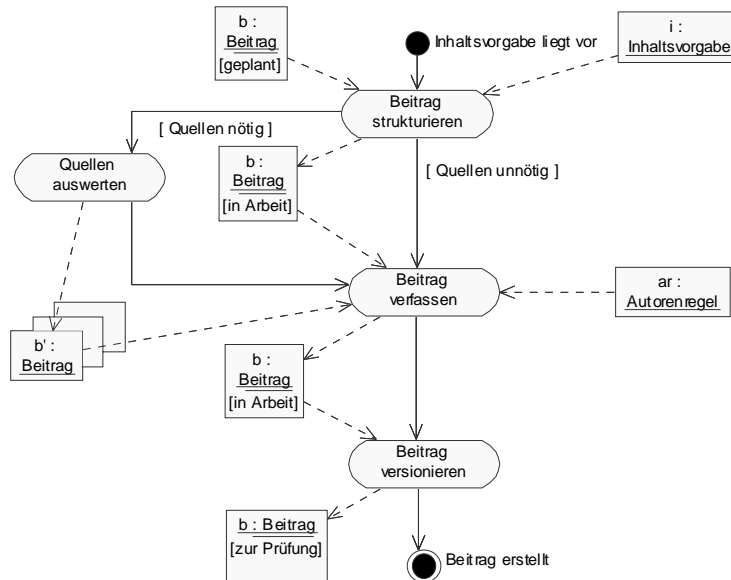 b :
Beitrag
[geplant]
Inhaltsvorgabe liegt vor
i :
Inhaltsvorgabe
Beitrag
strukturieren
[ Quellen nötig ]
Quellen
auswerten
b :
Beitrag
[in Arbeit]
[ Quellen unnötig ]
Beitrag
verfassen
ar :
Autorenregel
b' :
Beitrag
b :
Beitrag
[in Arbeit]
Beitrag
versionieren
b : Beitrag
[zur Prüfung]
Beitrag erstellt